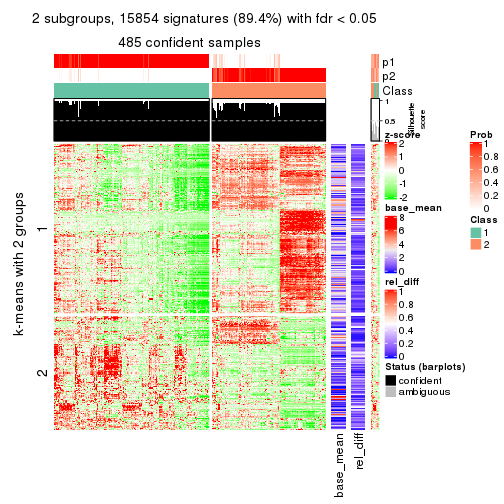 2 subgroups, 15854 signatures (89.4%) with fdr < 0.05
485 confident samples
p1
p2
Class
1
0.5
0
Silhouette
score
k-means with 2 groups
1
2
base_mean
rel_diff
z-score
2
1
0
-1
-2
base_mean
8
6
4
2
0
rel_diff
1
0.8
0.6
0.4
0.2
0
Status (barplots)
confident
ambiguous
Prob
1
0.8
0.6
0.4
0.2
0
Class
1
2